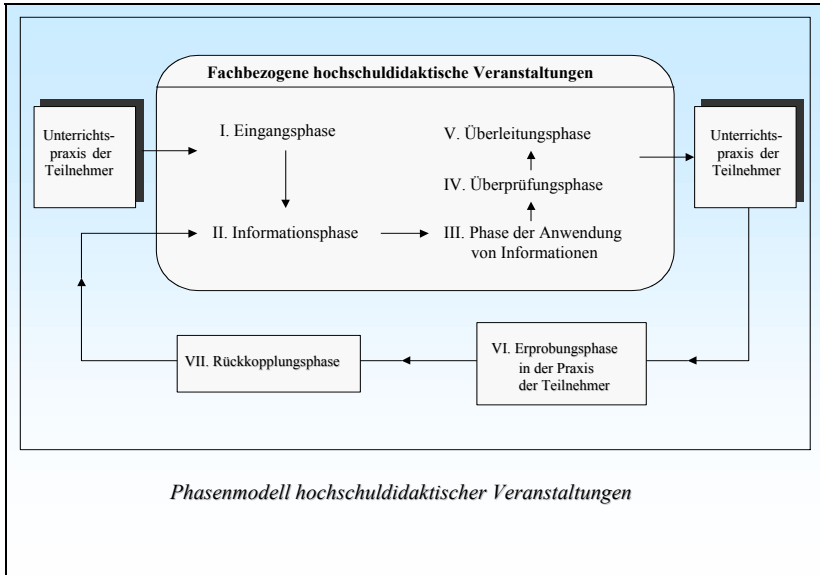 Fachbezogene hochschuldidaktische Veranstaltungen
Unterrichts-
praxis der
Teilnehmer
I. Eingangsphase
II. Informationsphase
III. Phase der Anwendung
von Informationen
IV. Überprüfungsphase
V. Überleitungsphase
Unterrichts-
praxis der
Teilnehmer
VI. Erprobungsphase
in der Praxis
der Teilnehmer
VII. Rückkopplungsphase
Phasenmodell hochschuldidaktischer Veranstaltungen